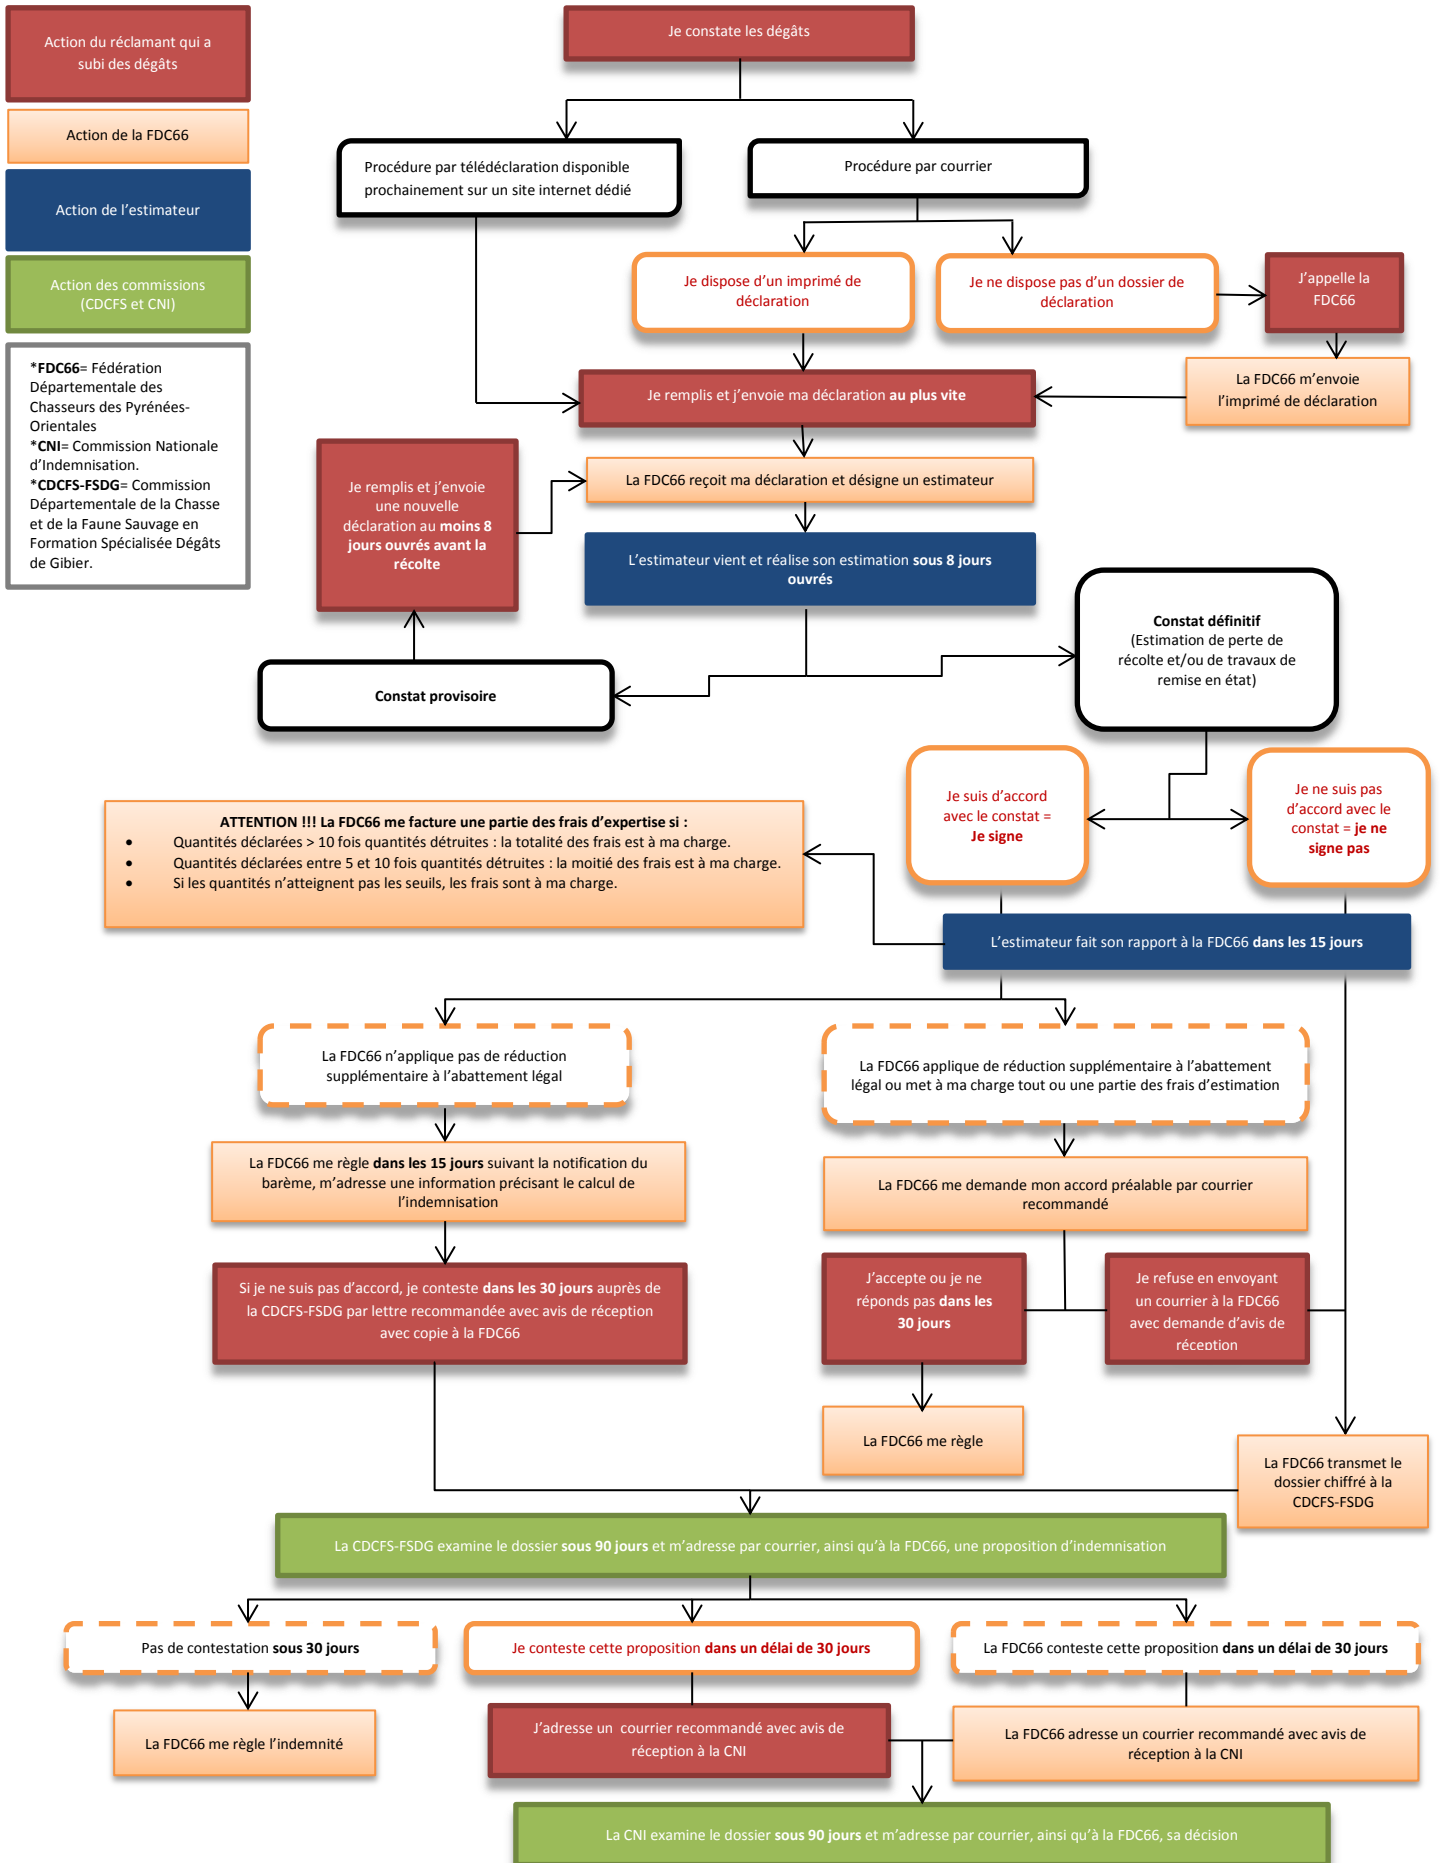 Action du réclamant qui a
subi des dégâts
Action de la FDC66
Action de l'estimateur
Action des commissions
(CDCFS et CNI)
*FDC66= Fédération
Départementale des
Chasseurs des Pyrénées-
Orientales
*CNI= Commission Nationale
d'Indemnisation.
*CDCFS-FSDG= Commission
Départementale de la Chasse
et de la Faune Sauvage en
Formation Spécialisée Dégâts
de Gibier.
Je constate les dégâts
Procédure par télédéclaration disponible
prochainement sur un site internet dédié
Procédure par courrier
Je dispose d'un imprimé de
déclaration
Je ne dispose pas d'un dossier de
déclaration
J'appelle la
FDC66
La FDC66 m'envoie
l'imprimé de déclaration
Je remplis et j'envoie ma déclaration au plus vite
La FDC66 reçoit ma déclaration et désigne un estimateur
Je remplis et j'envoie
une nouvelle
déclaration au moins 8
jours ouvrés avant la
récolte
L'estimateur vient et réalise son estimation sous 8 jours
ouvrés
Constat provisoire
Constat définitif
(Estimation de perte de
récolte et/ou de travaux de
remise en état)
Je suis d'accord
avec le constat =
Je signe
Je ne suis pas
d'accord avec le
constat = je ne
signe pas
ATTENTION !!! La FDC66 me facture une partie des frais d'expertise si :
• Quantités déclarées > 10 fois quantités détruites : la totalité des frais est à ma charge.
• Quantités déclarées entre 5 et 10 fois quantités détruites : la moitié des frais est à ma charge.
• Si les quantités n'atteignent pas les seuils, les frais sont à ma charge.
L'estimateur fait son rapport à la FDC66 dans les 15 jours
La FDC66 n'applique pas de réduction
supplémentaire à l'abattement légal
La FDC66 applique de réduction supplémentaire à l'abattement
légal ou met à ma charge tout ou une partie des frais d'estimation
La FDC66 me règle dans les 15 jours suivant la notification du
barème, m'adresse une information précisant le calcul de
l'indemnisation
La FDC66 me demande mon accord préalable par courrier
recommandé
Si je ne suis pas d'accord, je conteste dans les 30 jours auprès de
la CDCFS-FSDG par lettre recommandée avec avis de réception
avec copie à la FDC66
J'accepte ou je ne
réponds pas dans les
30 jours
Je refuse en envoyant
un courrier à la FDC66
avec demande d'avis de
réception
La FDC66 me règle
La FDC66 transmet le
dossier chiffré à la
CDCFS-FSDG
La CDCFS-FSDG examine le dossier sous 90 jours et m'adresse par courrier, ainsi qu'à la FDC66, une proposition d'indemnisation
Pas de contestation sous 30 jours
Je conteste cette proposition dans un délai de 30 jours
La FDC66 conteste cette proposition dans un délai de 30 jours
La FDC66 me règle l'indemnité
J'adresse un  courrier recommandé avec avis de
réception à la CNI
La FDC66 adresse un courrier recommandé avec avis de
réception à la CNI
La CNI examine le dossier sous 90 jours et m'adresse par courrier, ainsi qu'à la FDC66, sa décision